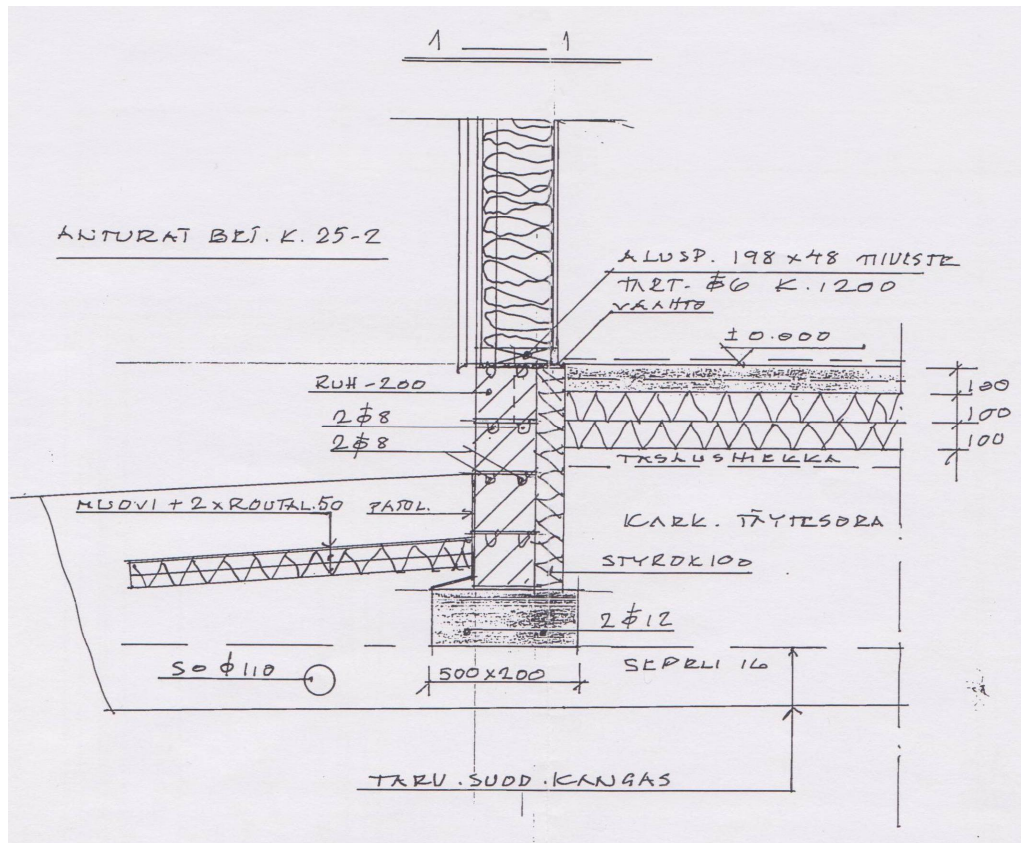 1 — 1
ANTURAT BET. K. 25-2
ALUSP. 198 x 48 TIIVISTE
TART. ϕ6 K. 1200
VAAHTO
±0.000
RUH-200
2ϕ8
2ϕ8
100
100
100
TASAUSHIEKKA
MUOVI + 2 x ROUTAL. 50
PATOL.
KARK. TÄYTESORA
STYROX 100
2ϕ12
SO ϕ110
500 x 200
SEPELI 16
TARV. SUOD. KANGAS